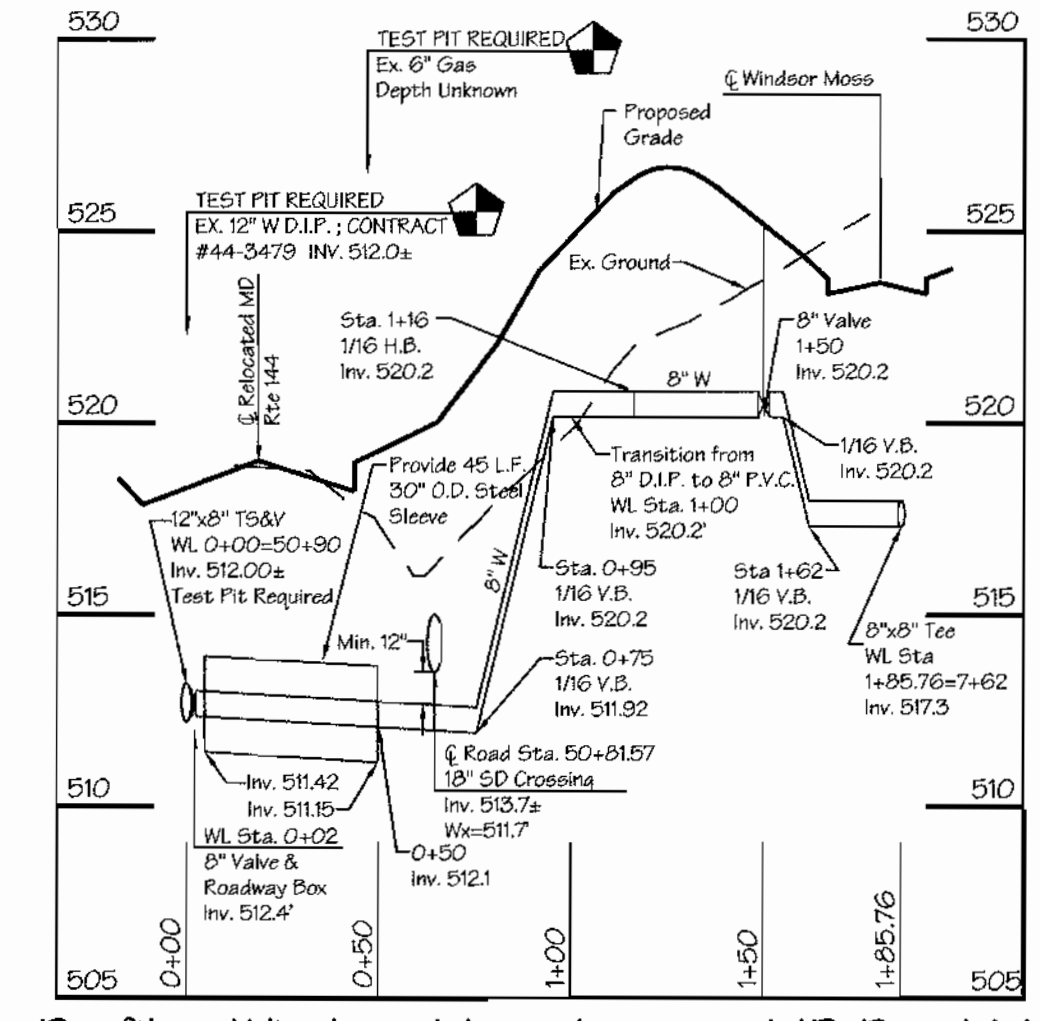 530
530
TEST PIT REQUIRED
Ex. 6" Gas
Depth Unknown
℄ Windsor Moss
Proposed
Grade
TEST PIT REQUIRED
EX. 12" W D.I.P. ; CONTRACT
#44-3479 INV. 512.0±
525
525
Ex. Ground
℄ Relocated MD
Rte 144
Sta. 1+16
1/16 H.B.
Inv. 520.2
8" Valve
1+50
Inv. 520.2
8" W
520
520
1/16 V.B.
Inv. 520.2
Transition from
8" D.I.P. to 8" P.V.C.
WL Sta. 1+00
Inv. 520.2'
Provide 45 L.F.
30" O.D. Steel
Sleeve
12"x8" TS&V
WL 0+00=50+90
Inv. 512.00±
Test Pit Required
8" W
Sta. 0+95
1/16 V.B.
Inv. 520.2
Sta 1+62
1/16 V.B.
Inv. 520.2
515
515
8"x8" Tee
WL Sta
1+85.76=7+62
Inv. 517.3
Min. 12"
Sta. 0+75
1/16 V.B.
Inv. 511.92
℄ Road Sta. 50+81.57
18" SD Crossing
Inv. 513.7±
Wx=511.7'
Inv. 511.42
Inv. 511.15
510
510
WL Sta. 0+02
8" Valve &
Roadway Box
Inv. 512.4'
0+50
Inv. 512.1
0+00
0+50
1+00
1+50
1+85.76
505
505